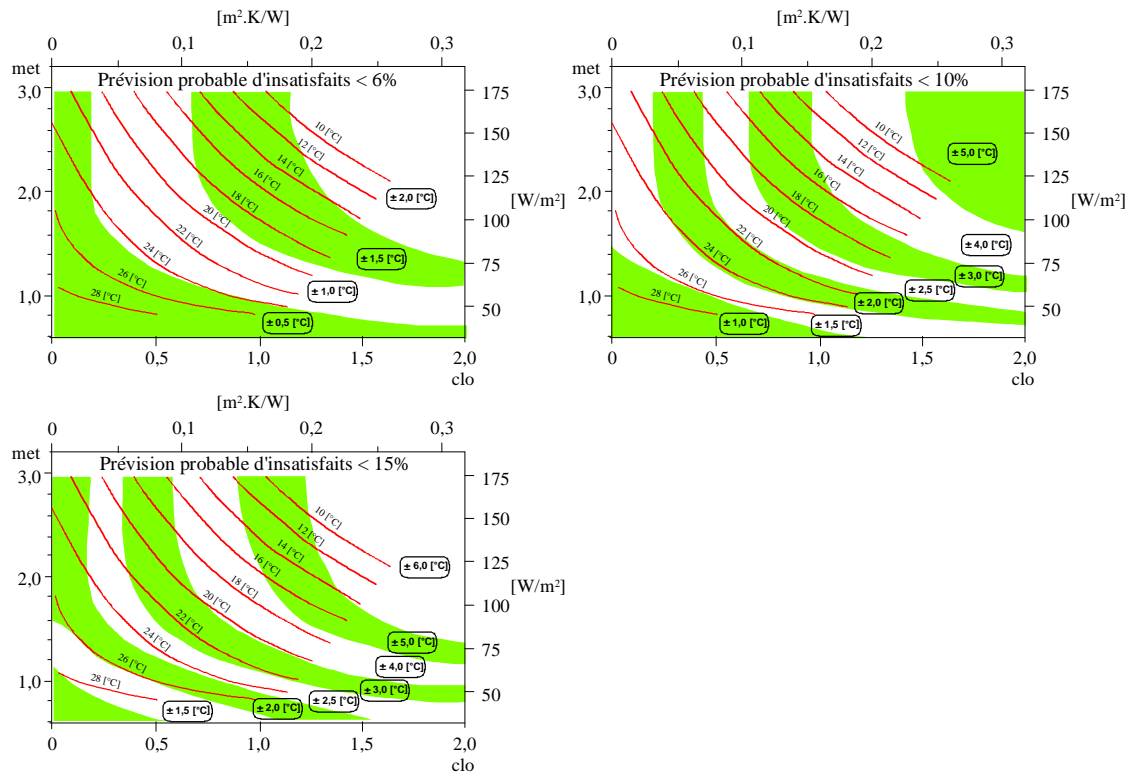 [m².K/W]
0 0,1 0,2 0,3
met
Prévision probable d'insatisfaits < 6%
3,0
2,0
1,0
175
150
125
100
75
50
[W/m²]
10 [°C]
12 [°C]
14 [°C]
16 [°C]
18 [°C]
20 [°C]
22 [°C]
24 [°C]
26 [°C]
28 [°C]
± 2,0 [°C]
± 1,5 [°C]
± 1,0 [°C]
± 0,5 [°C]
0 0,5 1,0 1,5 2,0
clo
[m².K/W]
0 0,1 0,2 0,3
met
Prévision probable d'insatisfaits < 10%
3,0
2,0
1,0
175
150
125
100
75
50
[W/m²]
10 [°C]
12 [°C]
14 [°C]
16 [°C]
18 [°C]
20 [°C]
22 [°C]
24 [°C]
26 [°C]
28 [°C]
± 5,0 [°C]
± 4,0 [°C]
± 3,0 [°C]
± 2,5 [°C]
± 2,0 [°C]
± 1,5 [°C]
± 1,0 [°C]
0 0,5 1,0 1,5 2,0
clo
[m².K/W]
0 0,1 0,2 0,3
met
Prévision probable d'insatisfaits < 15%
3,0
2,0
1,0
175
150
125
100
75
50
[W/m²]
10 [°C]
12 [°C]
14 [°C]
16 [°C]
18 [°C]
20 [°C]
22 [°C]
24 [°C]
26 [°C]
28 [°C]
± 6,0 [°C]
± 5,0 [°C]
± 4,0 [°C]
± 3,0 [°C]
± 2,5 [°C]
± 2,0 [°C]
± 1,5 [°C]
0 0,5 1,0 1,5 2,0
clo